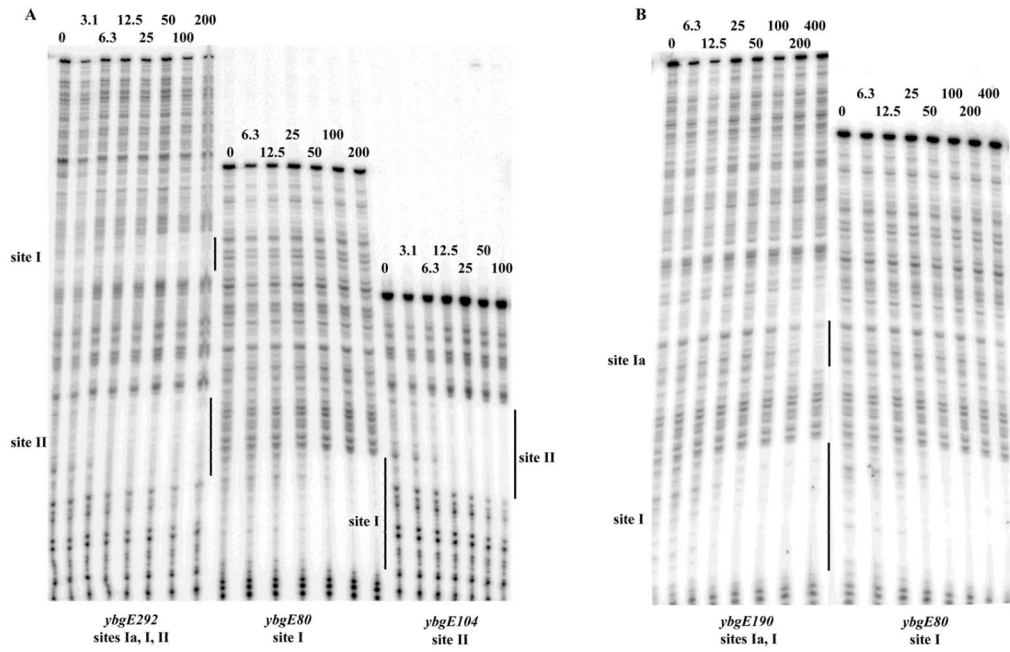 A
3.1 12.5 50 200
0 6.3 25 100
6.3 25 100
0 12.5 50 200
3.1 12.5 50
0 6.3 25 100
site I
site II
site I
site II
ybgE292
sites Ia, I, II
ybgE80
site I
ybgE104
site II
B
6.3 25 100 400
0 12.5 50 200
6.3 25 100 400
0 12.5 50 200
site Ia
site I
ybgE190
sites Ia, I
ybgE80
site I